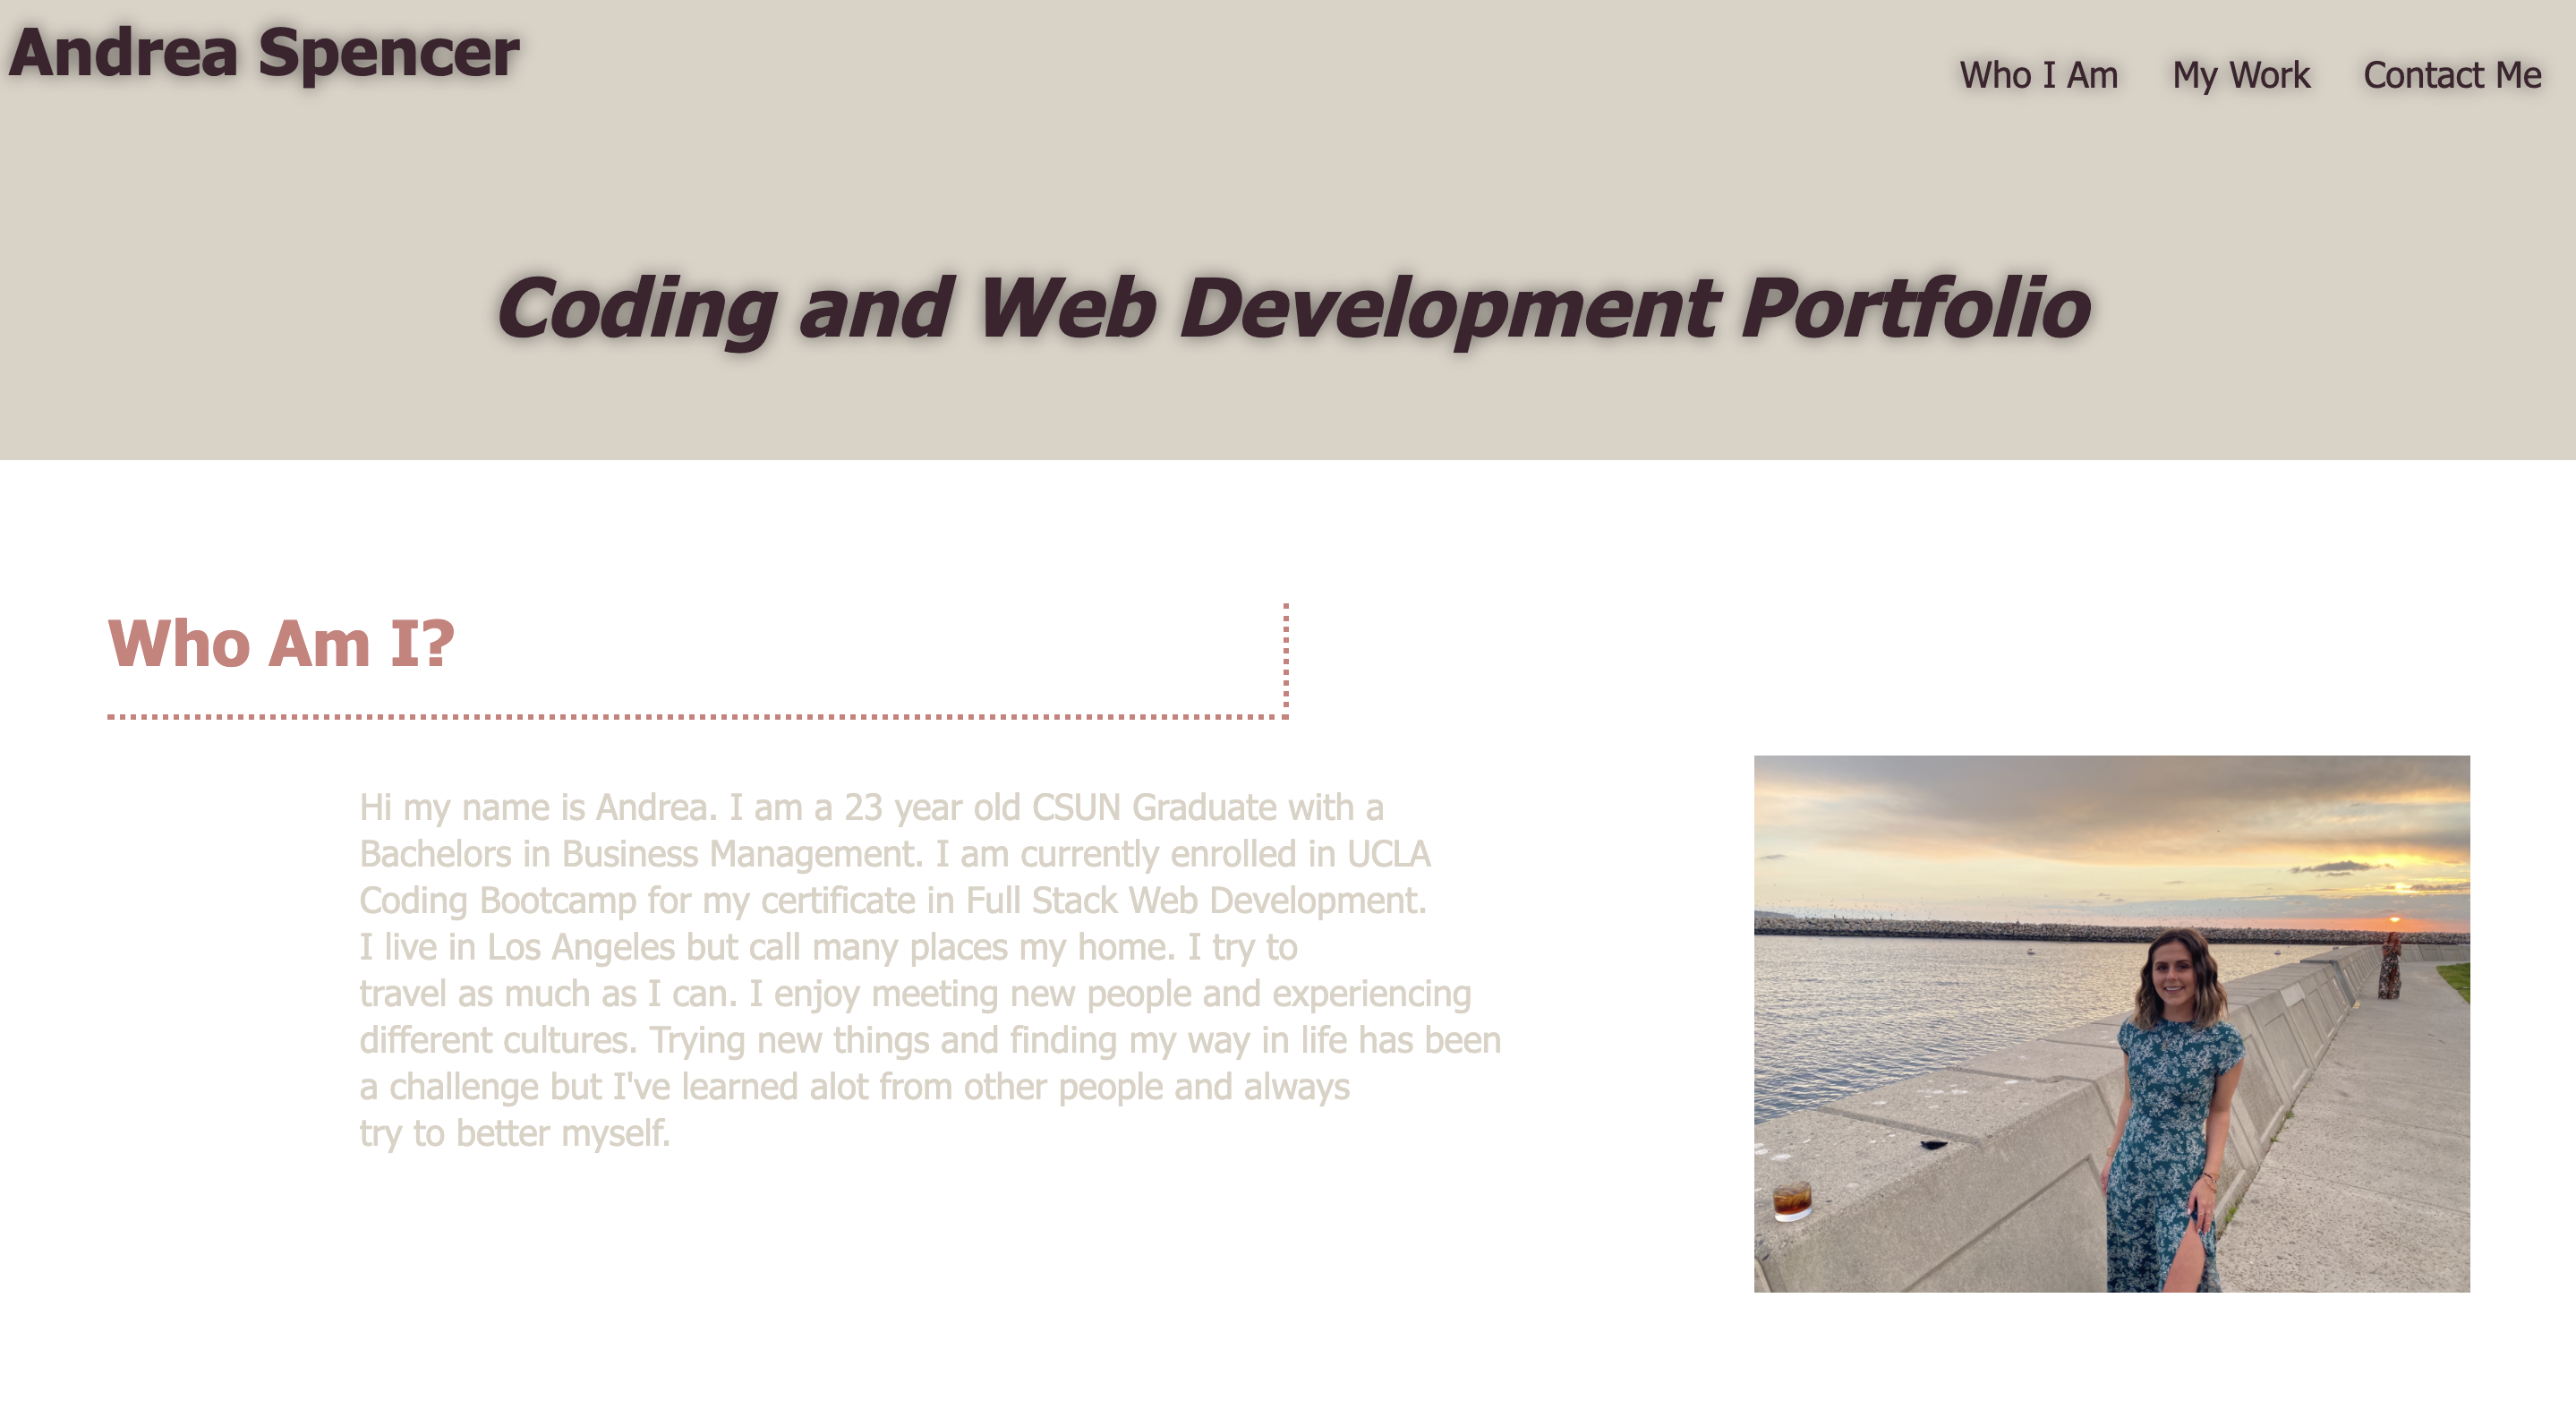 Andrea Spencer
Who I Am
My Work
Contact Me
Coding and Web Development Portfolio
Who Am I?
Hi my name is Andrea. I am a 23 year old CSUN Graduate with a
Bachelors in Business Management. I am currently enrolled in UCLA
Coding Bootcamp for my certificate in Full Stack Web Development.
I live in Los Angeles but call many places my home. I try to
travel as much as I can. I enjoy meeting new people and experiencing
different cultures. Trying new things and finding my way in life has been
a challenge but I've learned alot from other people and always
try to better myself.